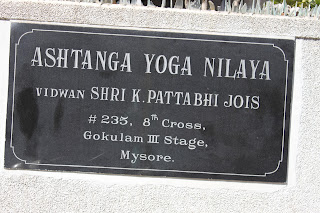 ASHTANGA YOGA NILAYA
VIDWAN SHRI K. PATTABHI JOIS
# 235, 8th Cross,
Gokulam III Stage,
Mysore.